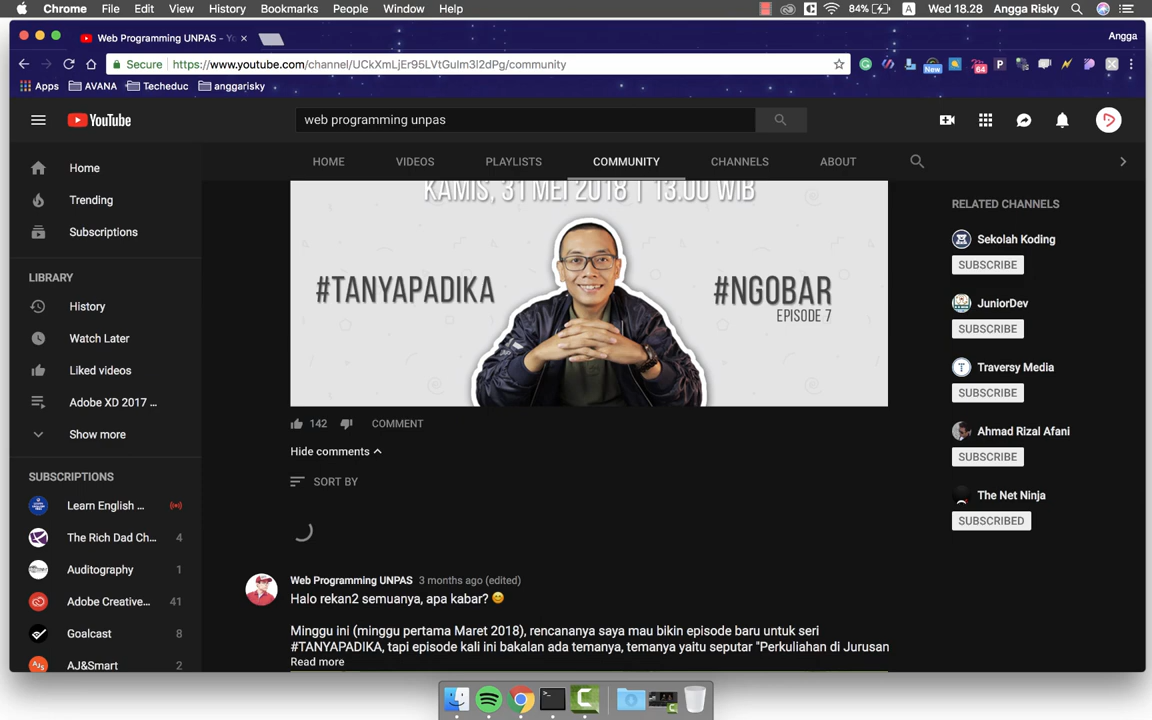 Chrome File Edit View History Bookmarks People Window Help 84% A Wed 18.28 Angga Risky
Web Programming UNPAS - Yo Angga
Secure https://www.youtube.com/channel/UCkXmLjEr95LVtGuIm3l2dPg/community New 64 P
Apps AVANA Techeduc anggarisky
YouTube web programming unpas
HOME VIDEOS PLAYLISTS COMMUNITY CHANNELS ABOUT
Home
Trending
Subscriptions
LIBRARY
History
Watch Later
Liked videos
Adobe XD 2017 ...
Show more
SUBSCRIPTIONS
Learn English ...
The Rich Dad Ch... 4
Auditography 1
Adobe Creative... 41
Goalcast 8
AJ&Smart 2
KAMIS, 31 MEI 2018 | 13.00 WIB
#TANYAPADIKA
#NGOBAR
EPISODE 7
142 COMMENT
Hide comments
SORT BY
Web Programming UNPAS 3 months ago (edited)
Halo rekan2 semuanya, apa kabar? 😊
Minggu ini (minggu pertama Maret 2018), rencananya saya mau bikin episode baru untuk seri
#TANYAPADIKA, tapi episode kali ini bakalan ada temanya, temanya yaitu seputar "Perkuliahan di Jurusan
Read more
RELATED CHANNELS
Sekolah Koding
SUBSCRIBE
JuniorDev
SUBSCRIBE
Traversy Media
SUBSCRIBE
Ahmad Rizal Afani
SUBSCRIBE
The Net Ninja
SUBSCRIBED